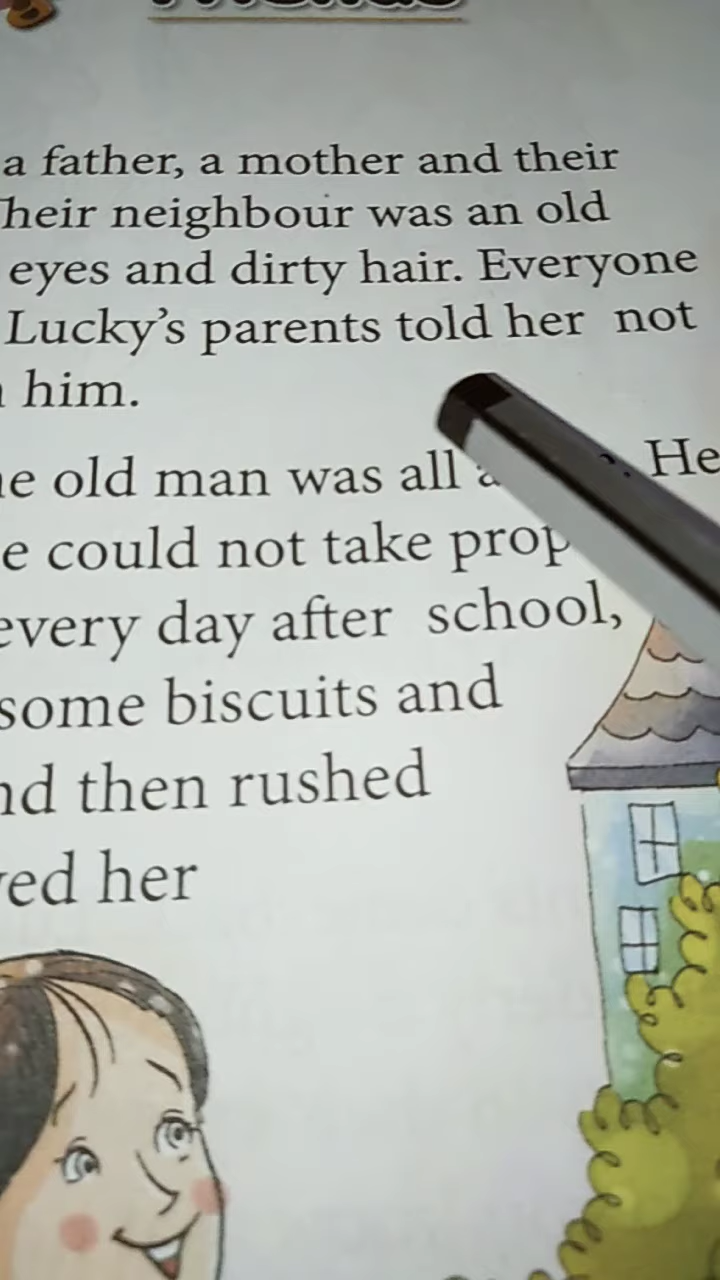 a father, a mother and their
heir neighbour was an old
eyes and dirty hair. Everyone
Lucky's parents told her not
him.
old man was all He
could not take prop
every day after school,
some biscuits and
then rushed
her